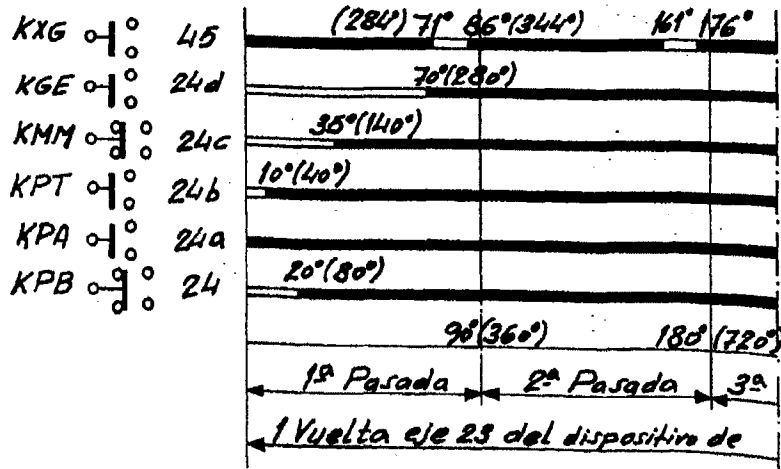 KXG 45 (284°) 71° 86°(344°) 161° 176°
KGE 24d 70°(280°)
KMM 24c 35°(140°)
KPT 24b 10°(40°)
KPA 24a
KPB 24 20°(80°)
90°(360°) 180° (720°)
1ª Pasada 2ª Pasada 3ª
1 Vuelta eje 23 del dispositivo de